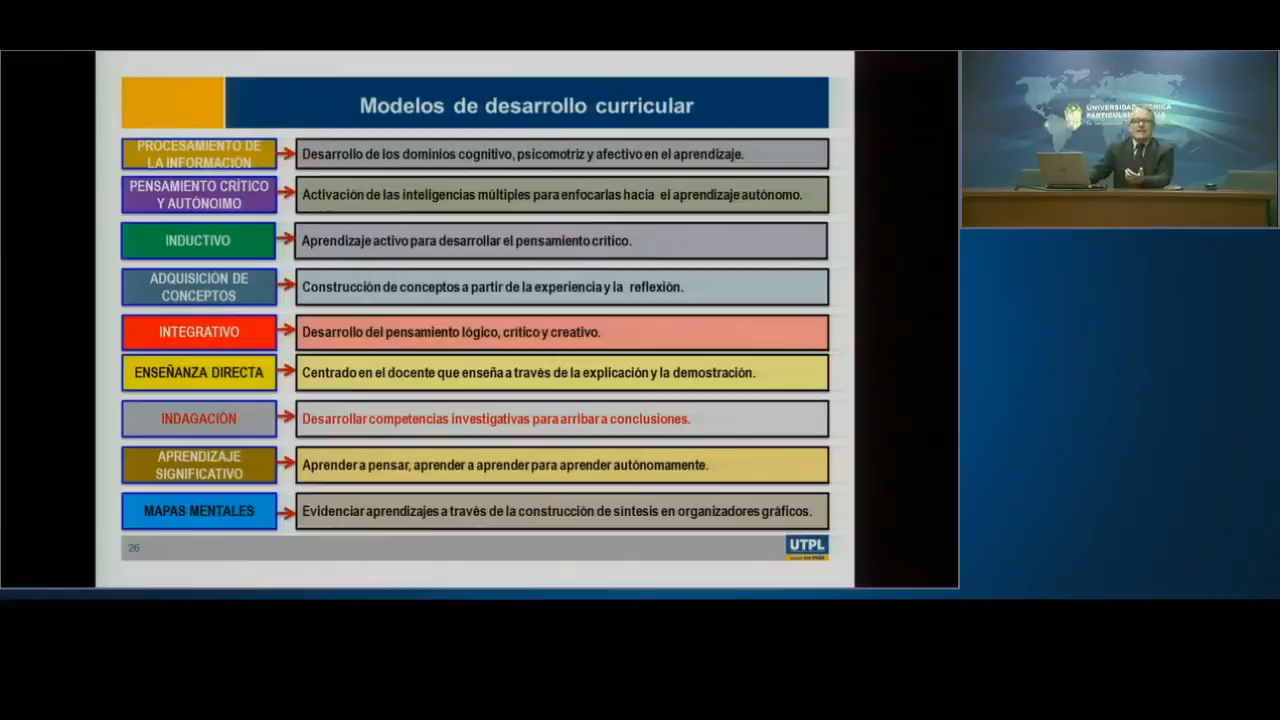 Modelos de desarrollo curricular
PROCESAMIENTO DE
LA INFORMACIÓN
Desarrollo de los dominios cognitivo, psicomotriz y afectivo en el aprendizaje.
PENSAMIENTO CRÍTICO
Y AUTÓNOIMO
Activación de las inteligencias múltiples para enfocarlas hacia el aprendizaje autónomo.
INDUCTIVO
Aprendizaje activo para desarrollar el pensamiento crítico.
ADQUISICIÓN DE
CONCEPTOS
Construcción de conceptos a partir de la experiencia y la reflexión.
INTEGRATIVO
Desarrollo del pensamiento lógico, crítico y creativo.
ENSEÑANZA DIRECTA
Centrado en el docente que enseña a través de la explicación y la demostración.
INDAGACIÓN
Desarrollar competencias investigativas para arribar a conclusiones.
APRENDIZAJE
SIGNIFICATIVO
Aprender a pensar, aprender a aprender para aprender autónomamente.
MAPAS MENTALES
Evidenciar aprendizajes a través de la construcción de síntesis en organizadores gráficos.
26
UTPL
UNIVERSIDAD
PARTICULAR